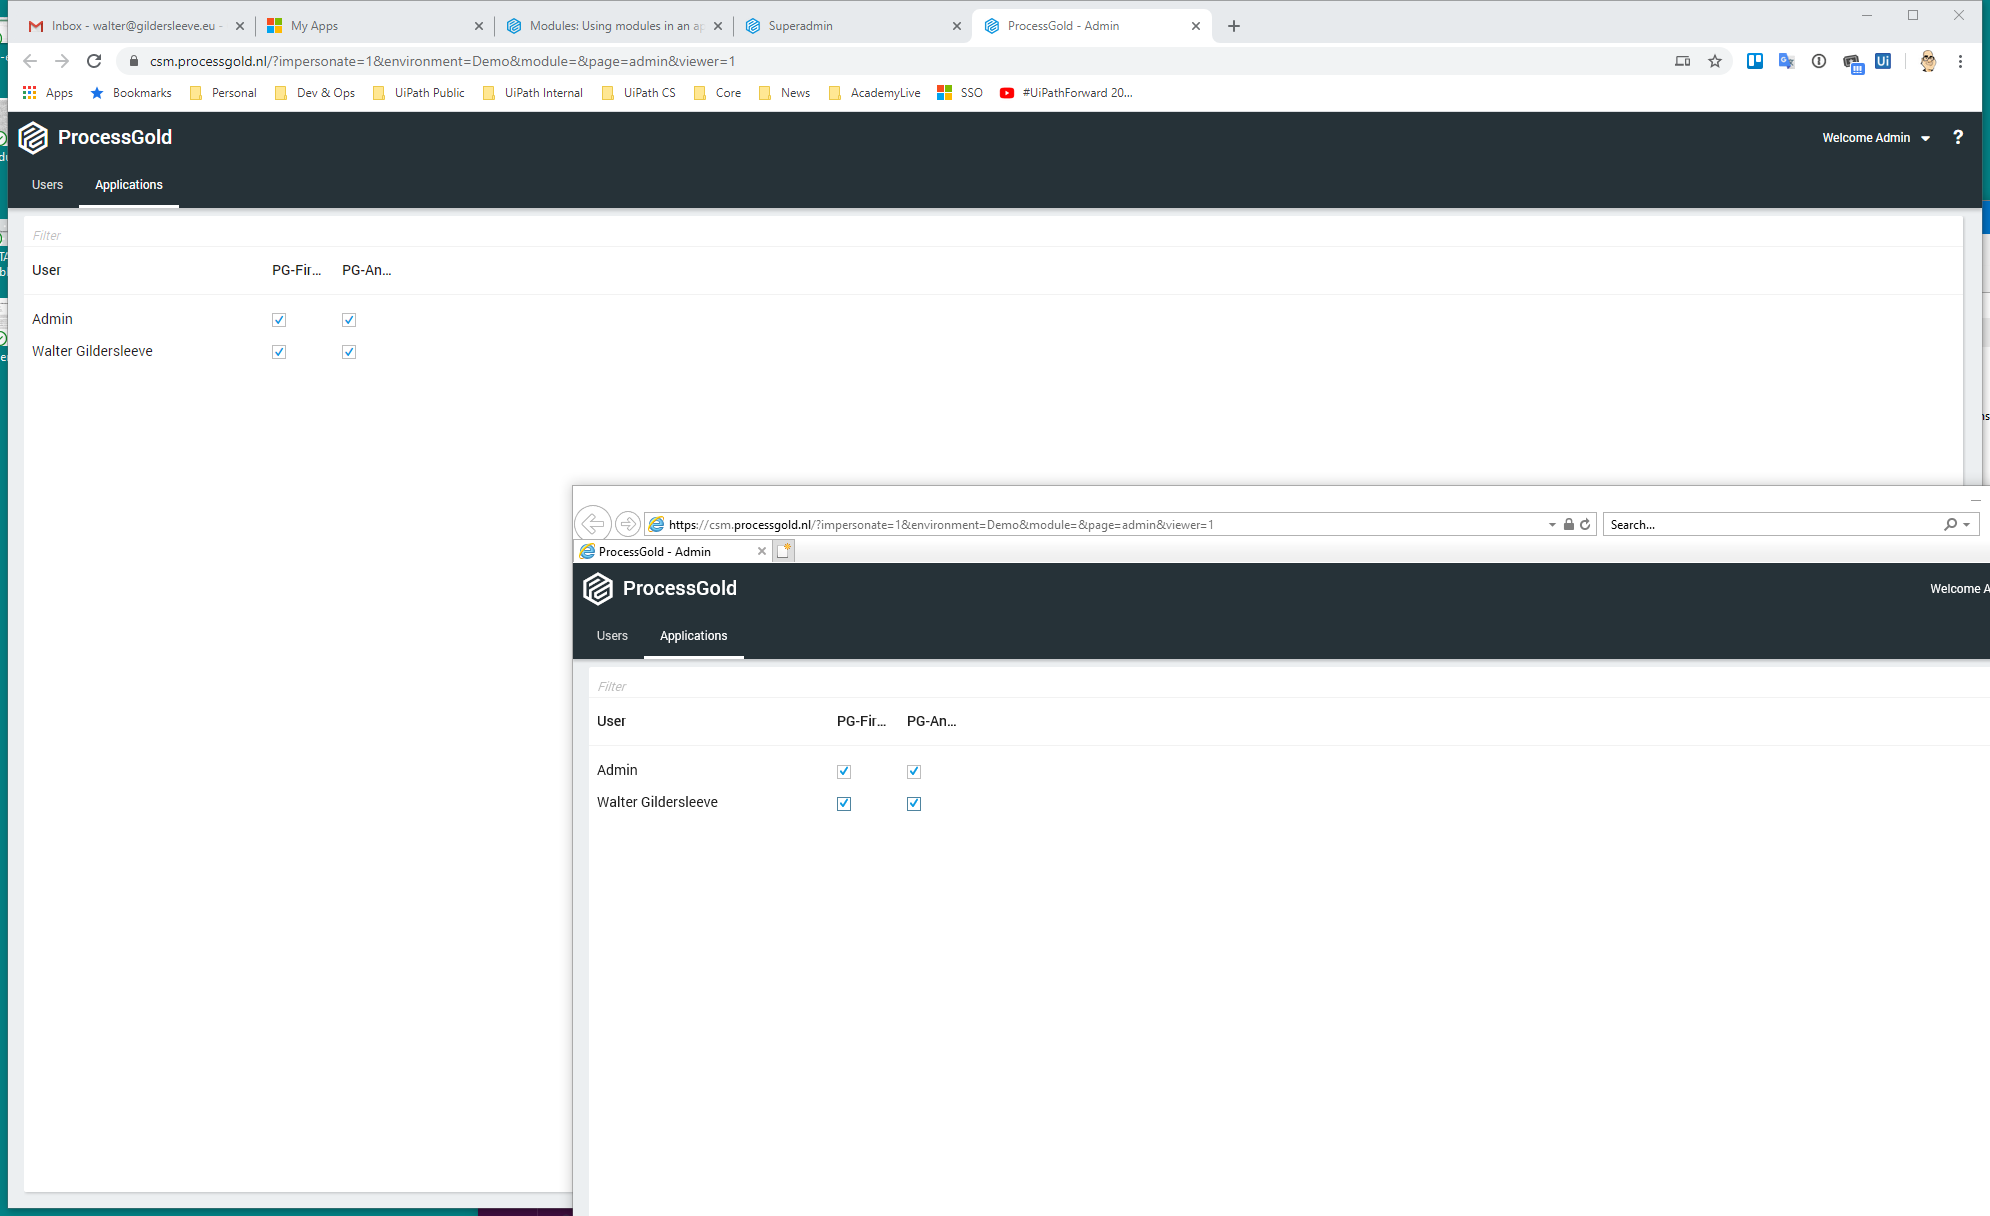 Inbox - walter@gildersleeve.eu -
My Apps
Modules: Using modules in an ap
Superadmin
ProcessGold - Admin
csm.processgold.nl/?impersonate=1&environment=Demo&module=&page=admin&viewer=1
Apps Bookmarks Personal Dev & Ops UiPath Public UiPath Internal UiPath CS Core News AcademyLive SSO #UiPathForward 20...
ProcessGold
Welcome Admin ?
Users Applications
Filter
User PG-Fir... PG-An...
Admin
Walter Gildersleeve
https://csm.processgold.nl/?impersonate=1&environment=Demo&module=&page=admin&viewer=1
Search...
ProcessGold - Admin
ProcessGold
Welcome A
Users Applications
Filter
User PG-Fir... PG-An...
Admin
Walter Gildersleeve